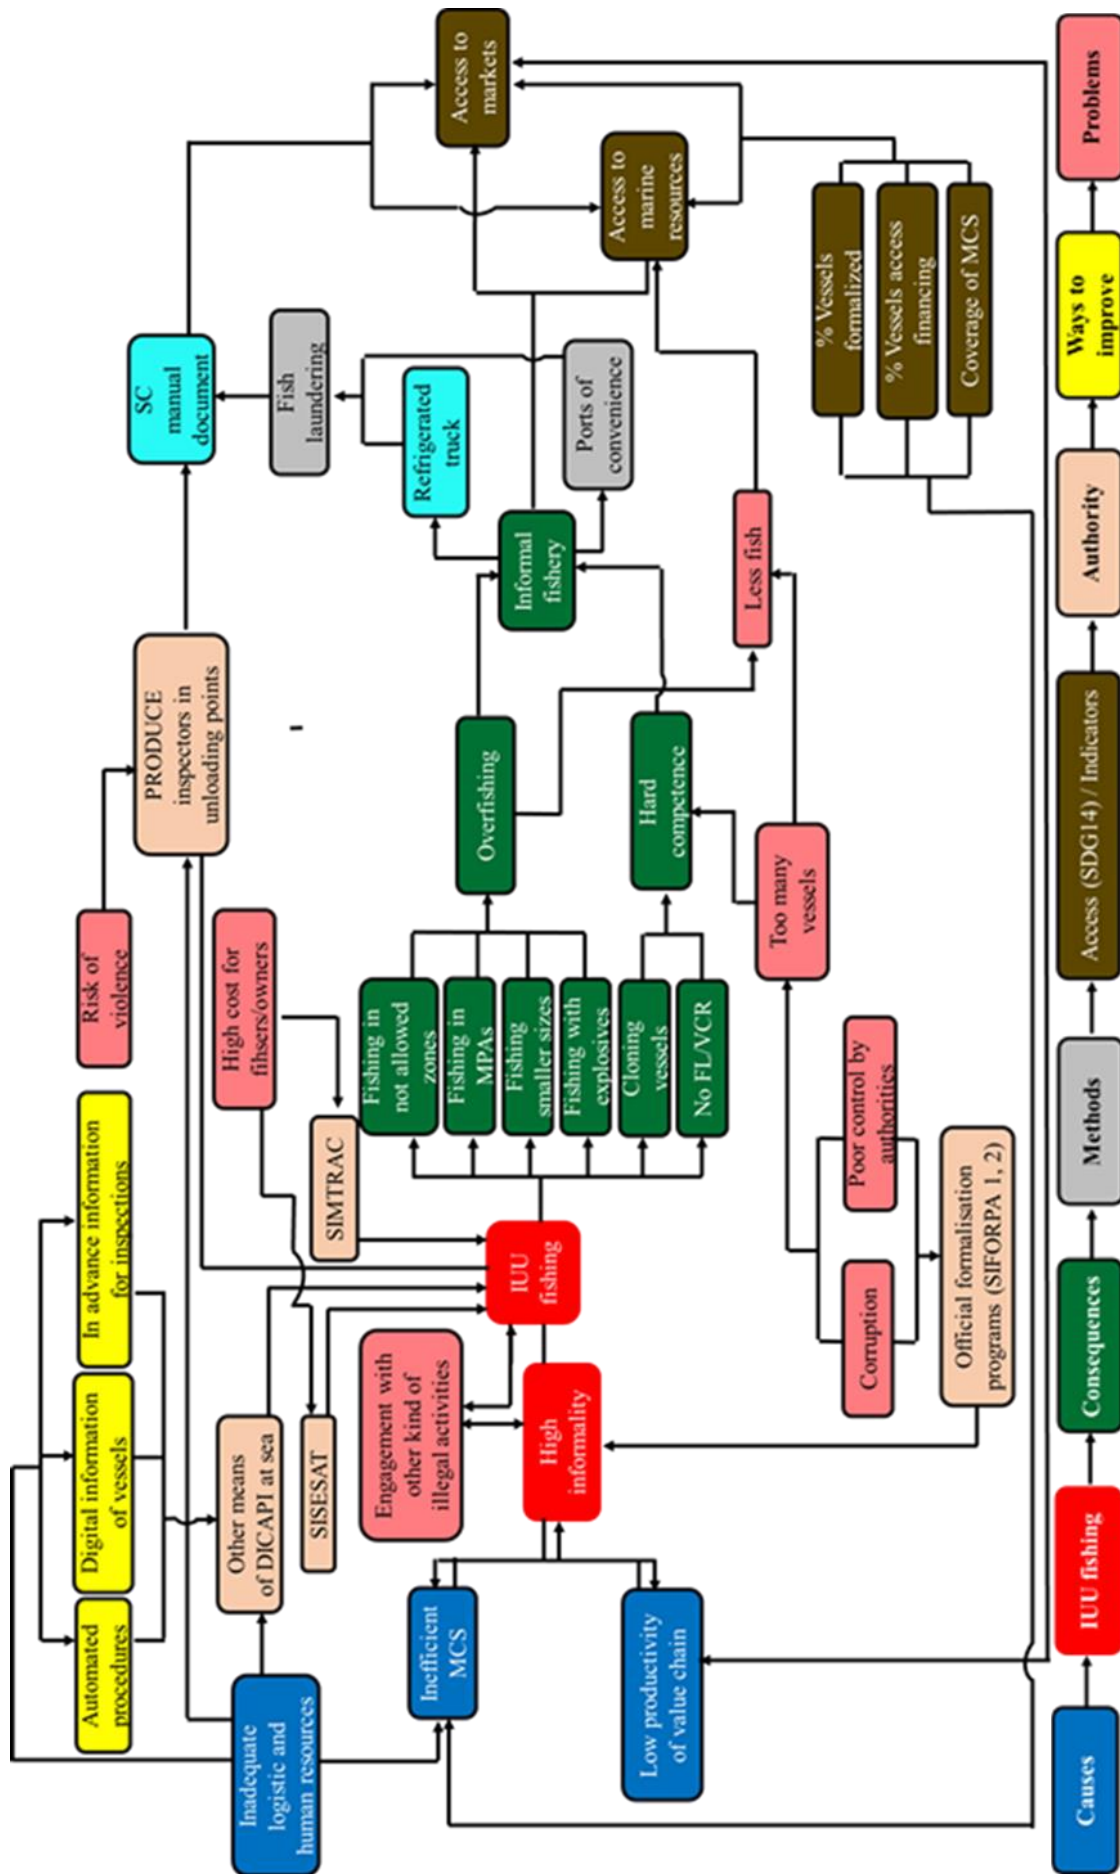 Automated
procedures
Digital information
of vessels
In advance information
for inspections
Risk of
violence
PRODUCE
inspectors in
unloading points
SC
manual
document
Inadequate
logistic and
human resources
Other means
of DICAPI at sea
High cost for
fihsers/owners
Fish
laundering
SISESAT
SIMTRAC
Engagement with
other kind of
illegal activities
Fishing in
not allowed
zones
Fishing in
MPAs
Fishing
smaller sizes
Fishing with
explosives
Cloning
vessels
No FL/VCR
Inefficient
MCS
Low productivity
of value chain
High
informality
IUU
fishing
Overfishing
Hard
competence
Informal
fishery
Refrigerated
truck
Ports of
convenience
Access to
markets
Access to
marine
resources
Less fish
Too many
vessels
Corruption
Poor control by
authorities
Official formalisation
programs (SIFORPA 1, 2)
% Vessels
formalized
% Vessels access
financing
Coverage of MCS
Causes
IUU fishing
Consequences
Methods
Access (SDG14) / Indicators
Authority
Ways to
improve
Problems